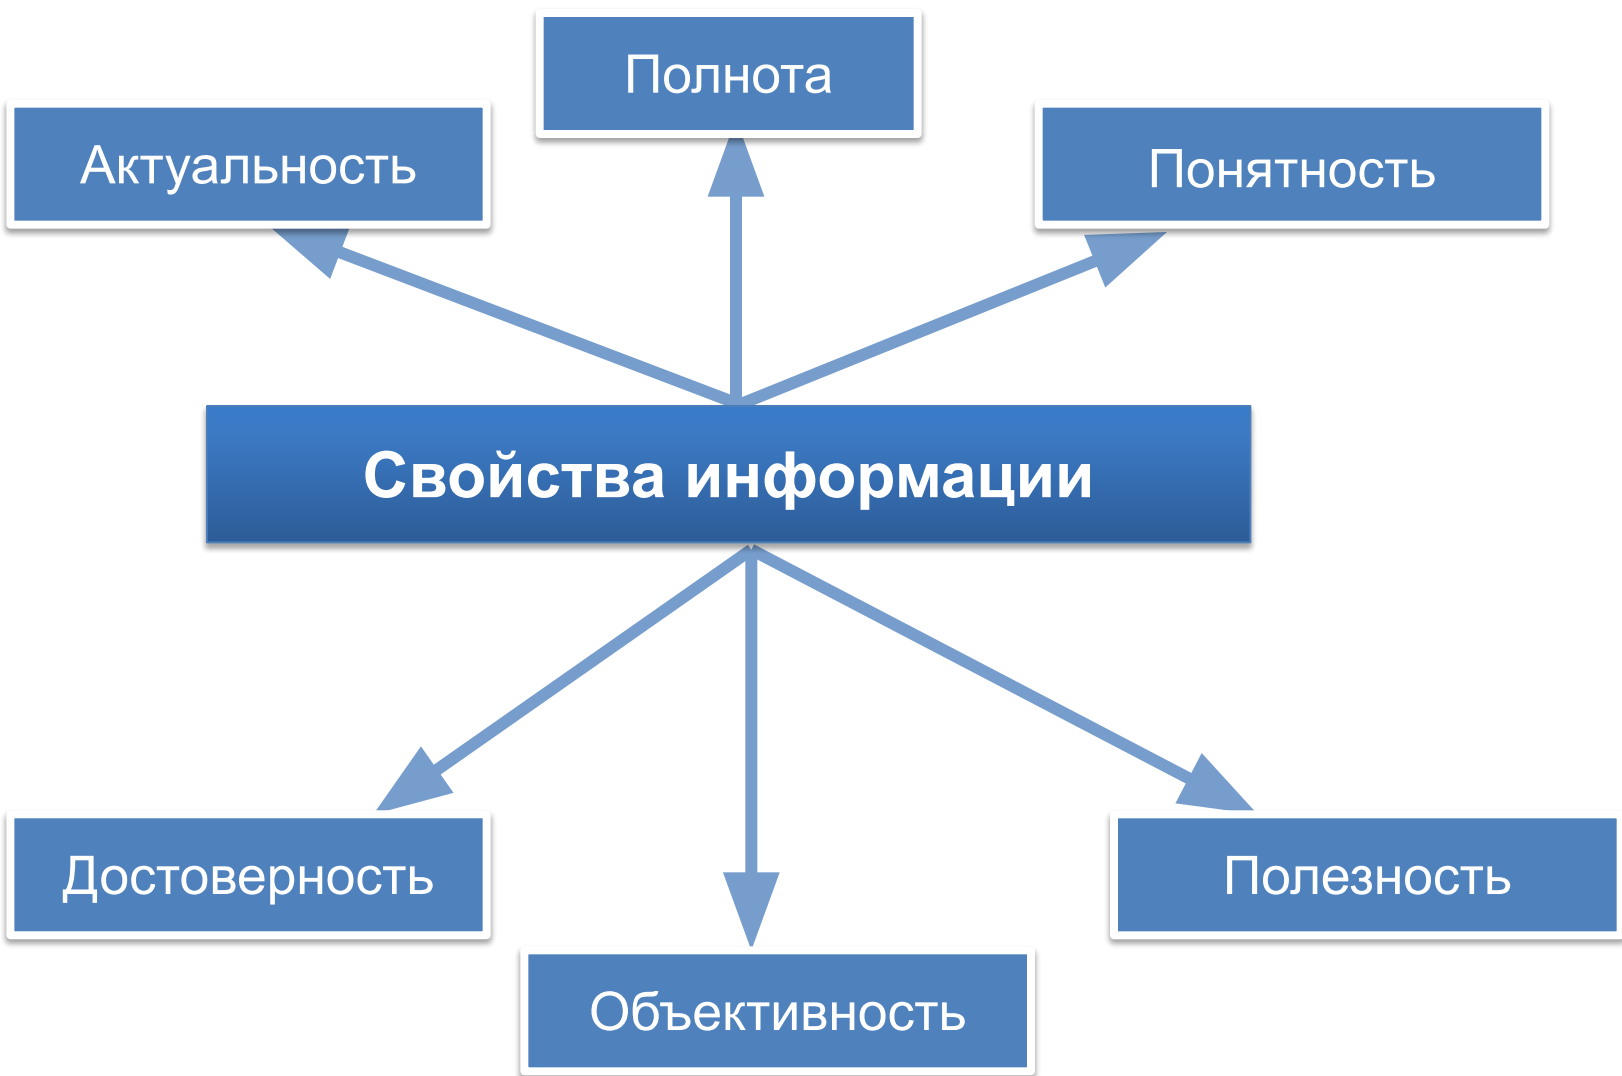 Полнота
Актуальность
Понятность
Свойства информации
Достоверность
Полезность
Объективность